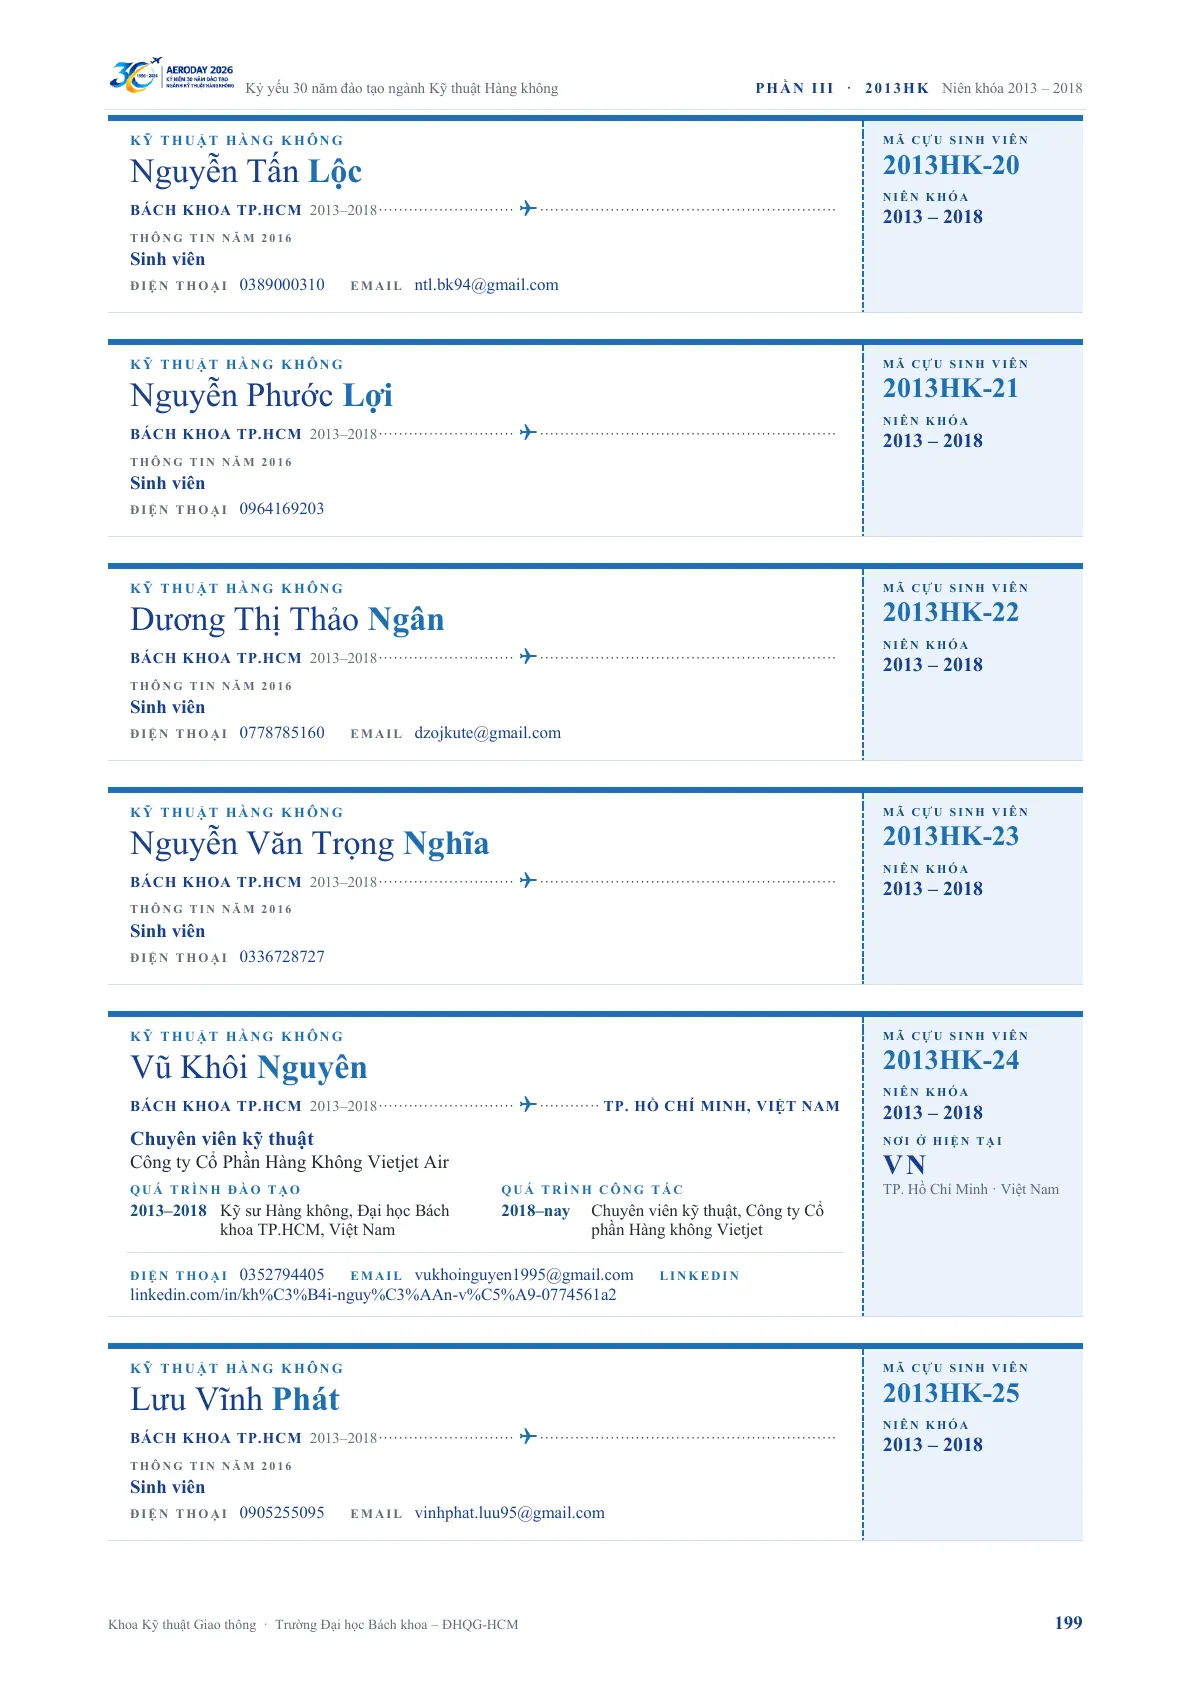 30
1996 - 2026
AERODAY 2026
KỶ NIỆM 30 NĂM ĐÀO TẠO
NGÀNH KỸ THUẬT HÀNG KHÔNG
Kỷ yếu 30 năm đào tạo ngành Kỹ thuật Hàng không
PHẦN III · 2013HK Niên khóa 2013 – 2018
KỸ THUẬT HÀNG KHÔNG
Nguyễn Tấn Lộc
BÁCH KHOA TP.HCM 2013–2018
THÔNG TIN NĂM 2016
Sinh viên
ĐIỆN THOẠI 0389000310 EMAIL ntl.bk94@gmail.com
MÃ CỰU SINH VIÊN
2013HK-20
NIÊN KHÓA
2013 – 2018
KỸ THUẬT HÀNG KHÔNG
Nguyễn Phước Lợi
BÁCH KHOA TP.HCM 2013–2018
THÔNG TIN NĂM 2016
Sinh viên
ĐIỆN THOẠI 0964169203
MÃ CỰU SINH VIÊN
2013HK-21
NIÊN KHÓA
2013 – 2018
KỸ THUẬT HÀNG KHÔNG
Dương Thị Thảo Ngân
BÁCH KHOA TP.HCM 2013–2018
THÔNG TIN NĂM 2016
Sinh viên
ĐIỆN THOẠI 0778785160 EMAIL dzojkute@gmail.com
MÃ CỰU SINH VIÊN
2013HK-22
NIÊN KHÓA
2013 – 2018
KỸ THUẬT HÀNG KHÔNG
Nguyễn Văn Trọng Nghĩa
BÁCH KHOA TP.HCM 2013–2018
THÔNG TIN NĂM 2016
Sinh viên
ĐIỆN THOẠI 0336728727
MÃ CỰU SINH VIÊN
2013HK-23
NIÊN KHÓA
2013 – 2018
KỸ THUẬT HÀNG KHÔNG
Vũ Khôi Nguyên
BÁCH KHOA TP.HCM 2013–2018 TP. HỒ CHÍ MINH, VIỆT NAM
Chuyên viên kỹ thuật
Công ty Cổ Phần Hàng Không Vietjet Air
QUÁ TRÌNH ĐÀO TẠO
2013–2018 Kỹ sư Hàng không, Đại học Bách
khoa TP.HCM, Việt Nam
QUÁ TRÌNH CÔNG TÁC
2018–nay Chuyên viên kỹ thuật, Công ty Cổ
phần Hàng không Vietjet
ĐIỆN THOẠI 0352794405 EMAIL vukhoinguyen1995@gmail.com LINKEDIN
linkedin.com/in/kh%C3%B4i-nguy%C3%AAn-v%C5%A9-0774561a2
MÃ CỰU SINH VIÊN
2013HK-24
NIÊN KHÓA
2013 – 2018
NƠI Ở HIỆN TẠI
VN
TP. Hồ Chí Minh · Việt Nam
KỸ THUẬT HÀNG KHÔNG
Lưu Vĩnh Phát
BÁCH KHOA TP.HCM 2013–2018
THÔNG TIN NĂM 2016
Sinh viên
ĐIỆN THOẠI 0905255095 EMAIL vinhphat.luu95@gmail.com
MÃ CỰU SINH VIÊN
2013HK-25
NIÊN KHÓA
2013 – 2018
Khoa Kỹ thuật Giao thông · Trường Đại học Bách khoa – ĐHQG-HCM
199